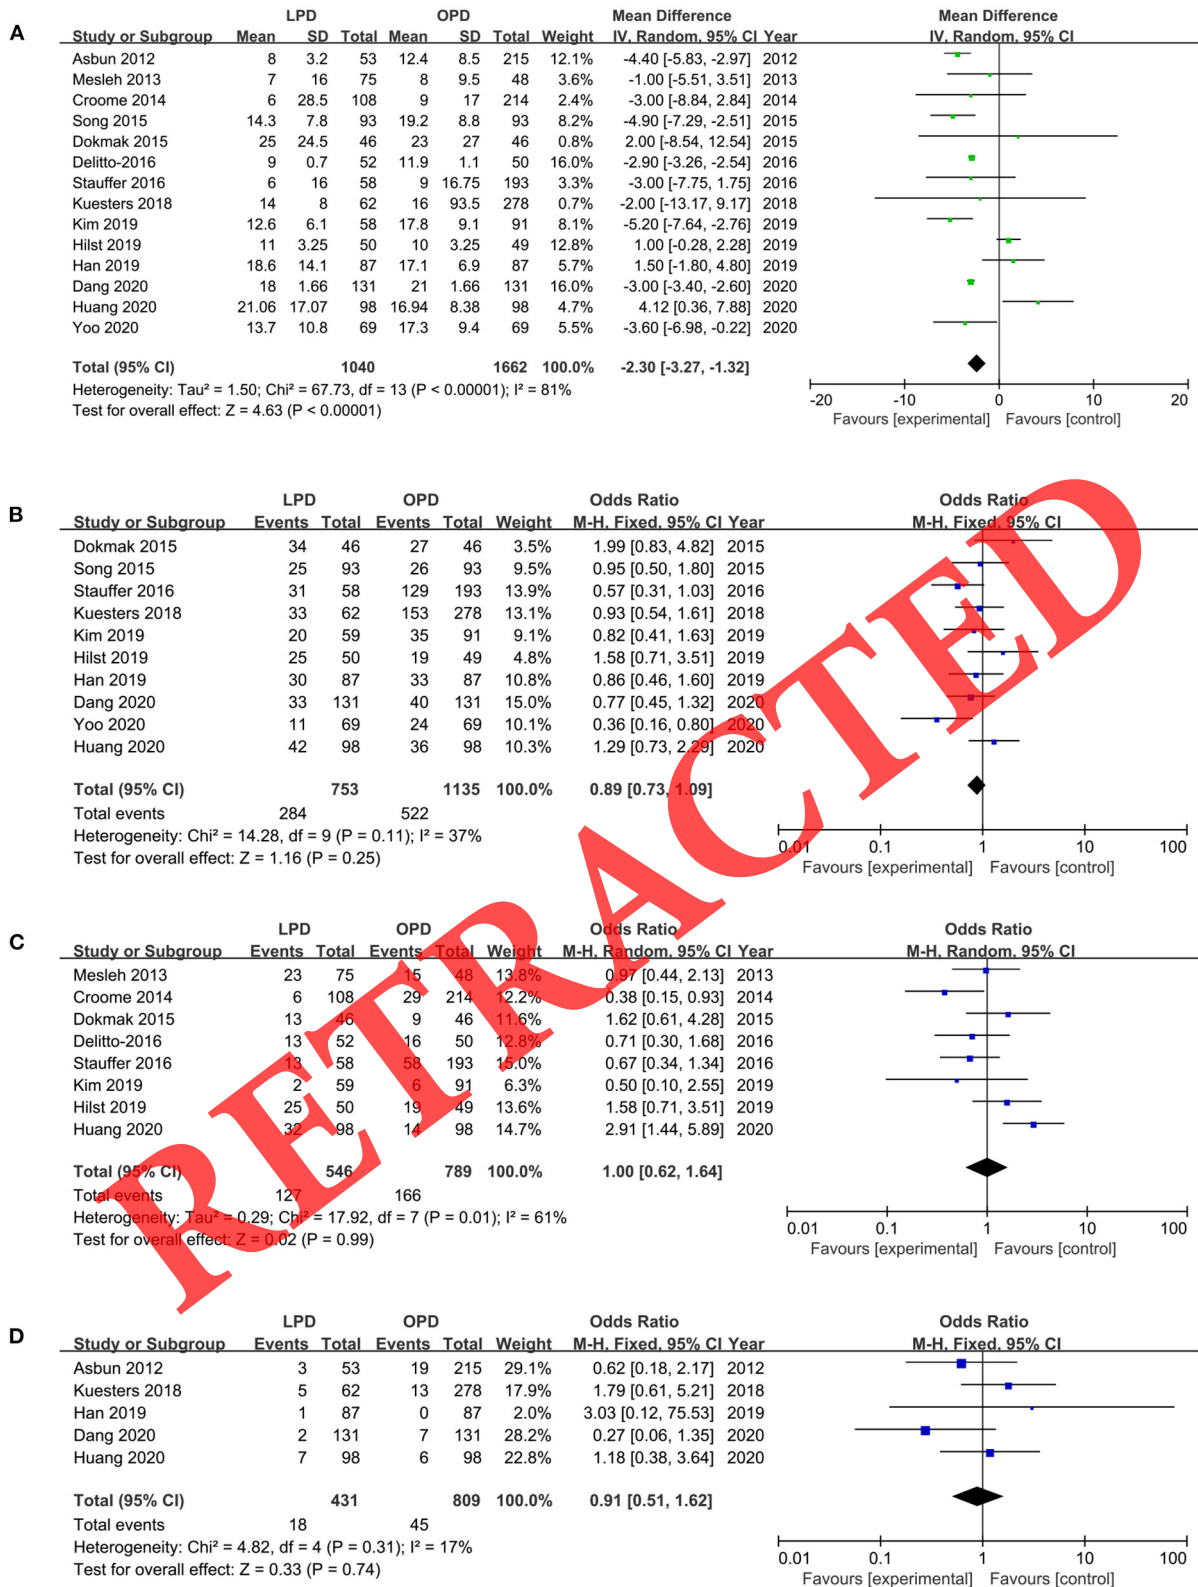 A
LPD OPD Mean Difference Mean Difference
Study or Subgroup Mean SD Total Mean SD Total Weight IV, Random, 95% CI Year IV, Random, 95% CI
Asbun 2012 8 3.2 53 12.4 8.5 215 12.1% -4.40 [-5.83, -2.97] 2012
Mesleh 2013 7 16 75 8 9.5 48 3.6% -1.00 [-5.51, 3.51] 2013
Croome 2014 6 28.5 108 9 17 214 2.4% -3.00 [-8.84, 2.84] 2014
Song 2015 14.3 7.8 93 19.2 8.8 93 8.2% -4.90 [-7.29, -2.51] 2015
Dokmak 2015 25 24.5 46 23 27 46 0.8% 2.00 [-8.54, 12.54] 2015
Delitto-2016 9 0.7 52 11.9 1.1 50 16.0% -2.90 [-3.26, -2.54] 2016
Stauffer 2016 6 16 58 9 16.75 193 3.3% -3.00 [-7.75, 1.75] 2016
Kuesters 2018 14 8 62 16 93.5 278 0.7% -2.00 [-13.17, 9.17] 2018
Kim 2019 12.6 6.1 58 17.8 9.1 91 8.1% -5.20 [-7.64, -2.76] 2019
Hilst 2019 11 3.25 50 10 3.25 49 12.8% 1.00 [-0.28, 2.28] 2019
Han 2019 18.6 14.1 87 17.1 6.9 87 5.7% 1.50 [-1.80, 4.80] 2019
Dang 2020 18 1.66 131 21 1.66 131 16.0% -3.00 [-3.40, -2.60] 2020
Huang 2020 21.06 17.07 98 16.94 8.38 98 4.7% 4.12 [0.36, 7.88] 2020
Yoo 2020 13.7 10.8 69 17.3 9.4 69 5.5% -3.60 [-6.98, -0.22] 2020
Total (95% CI) 1040 1662 100.0% -2.30 [-3.27, -1.32]
Heterogeneity: Tau² = 1.50; Chi² = 67.73, df = 13 (P < 0.00001); I² = 81%
Test for overall effect: Z = 4.63 (P < 0.00001)
-20 -10 0 10 20
Favours [experimental] Favours [control]
B
LPD OPD Odds Ratio Odds Ratio
Study or Subgroup Events Total Events Total Weight M-H, Fixed, 95% CI Year M-H, Fixed, 95% CI
Dokmak 2015 34 46 27 46 3.5% 1.99 [0.83, 4.82] 2015
Song 2015 25 93 26 93 9.5% 0.95 [0.50, 1.80] 2015
Stauffer 2016 31 58 129 193 13.9% 0.57 [0.31, 1.03] 2016
Kuesters 2018 33 62 153 278 13.1% 0.93 [0.54, 1.61] 2018
Kim 2019 20 59 35 91 9.1% 0.82 [0.41, 1.63] 2019
Hilst 2019 25 50 19 49 4.8% 1.58 [0.71, 3.51] 2019
Han 2019 30 87 33 87 10.8% 0.86 [0.46, 1.60] 2019
Dang 2020 33 131 40 131 15.0% 0.77 [0.45, 1.32] 2020
Yoo 2020 11 69 24 69 10.1% 0.36 [0.16, 0.80] 2020
Huang 2020 42 98 36 98 10.3% 1.29 [0.73, 2.29] 2020
Total (95% CI) 753 1135 100.0% 0.89 [0.73, 1.09]
Total events 284 522
Heterogeneity: Chi² = 14.28, df = 9 (P = 0.11); I² = 37%
Test for overall effect: Z = 1.16 (P = 0.25)
0.01 0.1 1 10 100
Favours [experimental] Favours [control]
RETRACTED
C
LPD OPD Odds Ratio Odds Ratio
Study or Subgroup Events Total Events Total Weight M-H, Random, 95% CI Year M-H, Random, 95% CI
Mesleh 2013 23 75 15 48 13.8% 0.97 [0.44, 2.13] 2013
Croome 2014 6 108 29 214 12.2% 0.38 [0.15, 0.93] 2014
Dokmak 2015 13 46 9 46 11.6% 1.62 [0.61, 4.28] 2015
Delitto-2016 13 52 16 50 12.8% 0.71 [0.30, 1.68] 2016
Stauffer 2016 13 58 58 193 15.0% 0.67 [0.34, 1.34] 2016
Kim 2019 2 59 6 91 6.3% 0.50 [0.10, 2.55] 2019
Hilst 2019 25 50 19 49 13.6% 1.58 [0.71, 3.51] 2019
Huang 2020 32 98 14 98 14.7% 2.91 [1.44, 5.89] 2020
Total (95% CI) 546 789 100.0% 1.00 [0.62, 1.64]
Total events 127 166
Heterogeneity: Tau² = 0.29; Chi² = 17.92, df = 7 (P = 0.01); I² = 61%
Test for overall effect: Z = 0.02 (P = 0.99)
0.01 0.1 1 10 100
Favours [experimental] Favours [control]
D
LPD OPD Odds Ratio Odds Ratio
Study or Subgroup Events Total Events Total Weight M-H, Fixed, 95% CI Year M-H, Fixed, 95% CI
Asbun 2012 3 53 19 215 29.1% 0.62 [0.18, 2.17] 2012
Kuesters 2018 5 62 13 278 17.9% 1.79 [0.61, 5.21] 2018
Han 2019 1 87 0 87 2.0% 3.03 [0.12, 75.53] 2019
Dang 2020 2 131 7 131 28.2% 0.27 [0.06, 1.35] 2020
Huang 2020 7 98 6 98 22.8% 1.18 [0.38, 3.64] 2020
Total (95% CI) 431 809 100.0% 0.91 [0.51, 1.62]
Total events 18 45
Heterogeneity: Chi² = 4.82, df = 4 (P = 0.31); I² = 17%
Test for overall effect: Z = 0.33 (P = 0.74)
0.01 0.1 1 10 100
Favours [experimental] Favours [control]